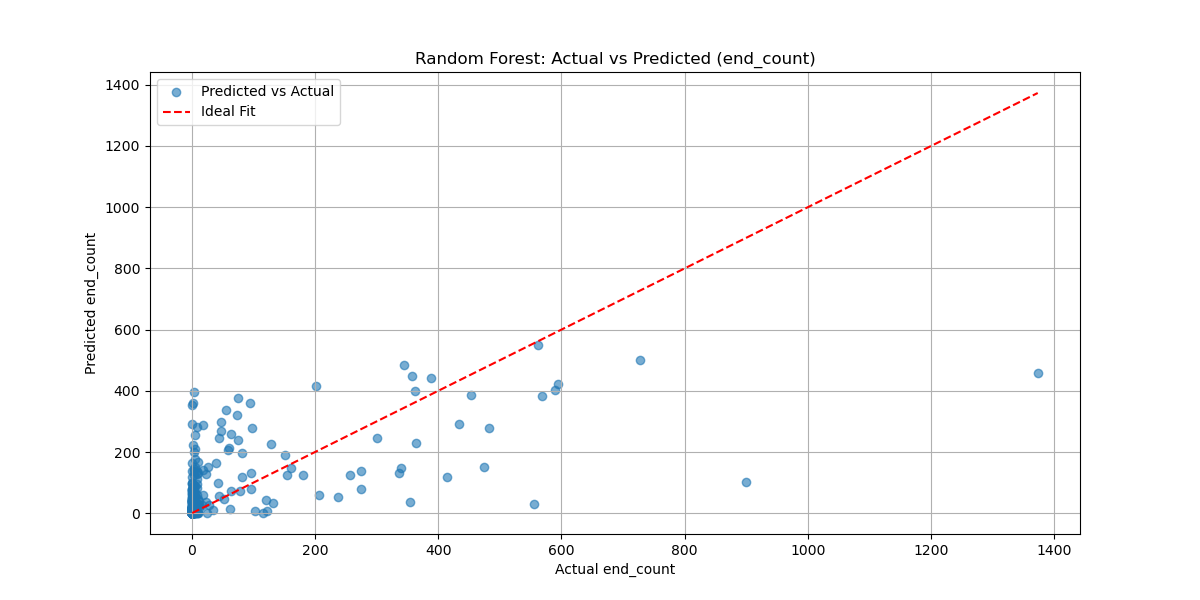 Random Forest: Actual vs Predicted (end_count)
Predicted vs Actual
Ideal Fit
Predicted end_count
1400
1200
1000
800
600
400
200
0
0 200 400 600 800 1000 1200 1400
Actual end_count